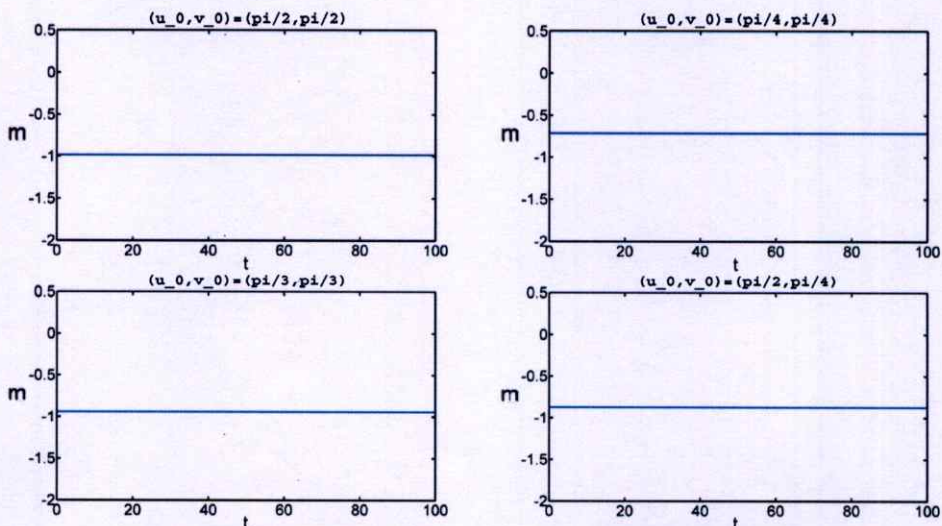 (u_0,v_0)=(pi/2,pi/2)
0.5
0
-0.5
m
-1
-1.5
-2
0 20 40 60 80 100
t
(u_0,v_0)=(pi/4,pi/4)
0.5
0
-0.5
m
-1
-1.5
-2
0 20 40 60 80 100
t
(u_0,v_0)=(pi/3,pi/3)
0.5
0
-0.5
m
-1
-1.5
-2
0 20 40 60 80 100
t
(u_0,v_0)=(pi/2,pi/4)
0.5
0
-0.5
m
-1
-1.5
-2
0 20 40 60 80 100
t